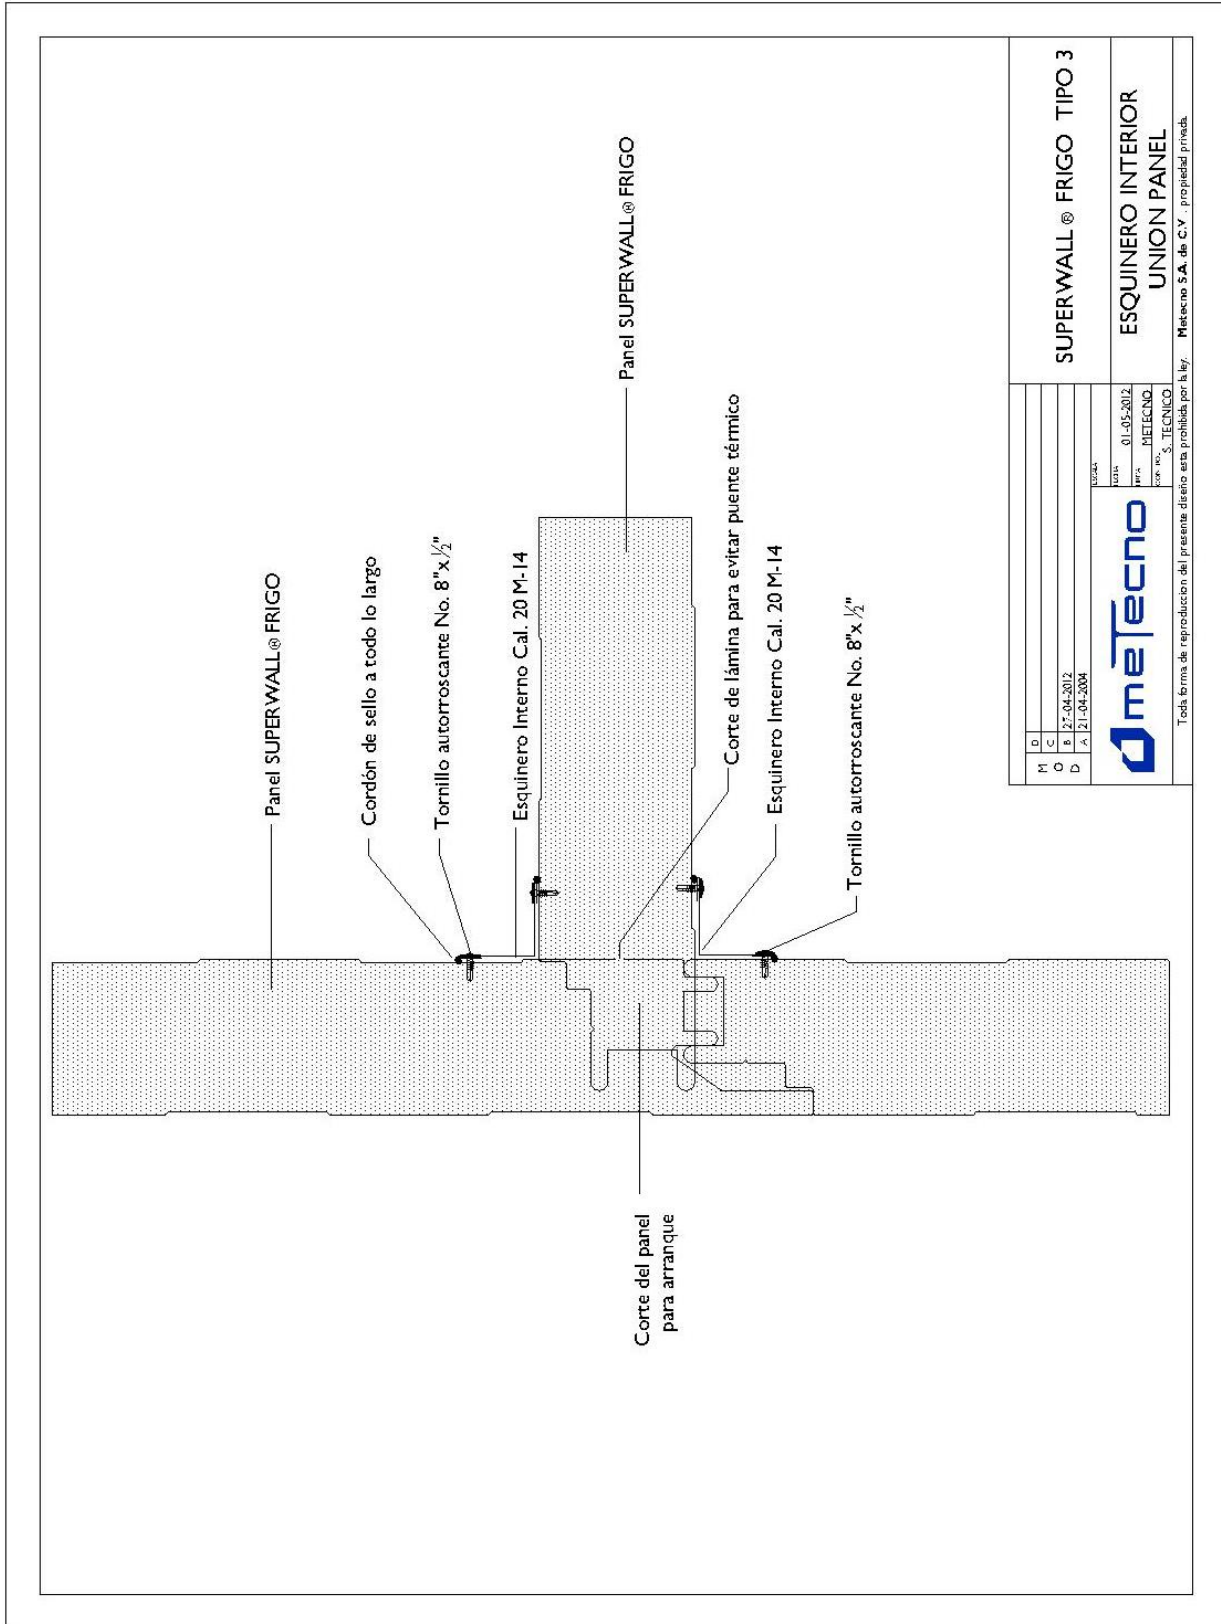 Panel SUPERWALL® FRIGO
Cordón de sello a todo lo largo
Tornillo autorroscante No. 8"x ½"
Esquinero Interno Cal. 20 M-14
Panel SUPERWALL® FRIGO
Corte de lámina para evitar puente térmico
Esquinero Interno Cal. 20 M-14
Tornillo autorroscante No. 8"x ½"
Corte del panel
para arranque
M
O
D
D
C
B 27-04-2012
A 21-04-2004
SUPERWALL ® FRIGO TIPO 3
meTecno
ESCALA
FECHA
01-05-2012
METECNO
S. TECNICO
ESQUINERO INTERIOR
UNION PANEL
Toda forma de reproduccion del presente diseño esta prohibida por la ley. Metecno S.A. de C.V. , propiedad privada.